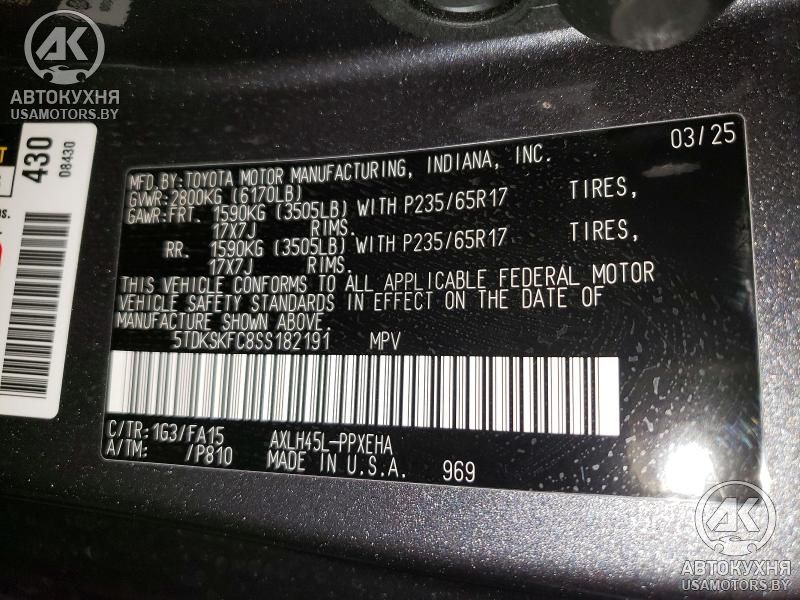 AK
АВТОКУХНЯ
USAMOTORS.BY
430
08430
03/25
MFD.BY:TOYOTA MOTOR MANUFACTURING, INDIANA, INC.
GVWR:2800KG (6170LB)
GAWR:FRT. 1590KG (3505LB) WITH P235/65R17 TIRES,
17X7J RIMS.
RR. 1590KG (3505LB) WITH P235/65R17 TIRES,
17X7J RIMS.
THIS VEHICLE CONFORMS TO ALL APPLICABLE FEDERAL MOTOR
VEHICLE SAFETY STANDARDS IN EFFECT ON THE DATE OF
MANUFACTURE SHOWN ABOVE.
5TDKSKFC8SS182191 MPV
C/TR:1G3/FA15 AXLH45L-PPXEHA
A/TM: /P810 MADE IN U.S.A. 969
AK
АВТОКУХНЯ
USAMOTORS.BY